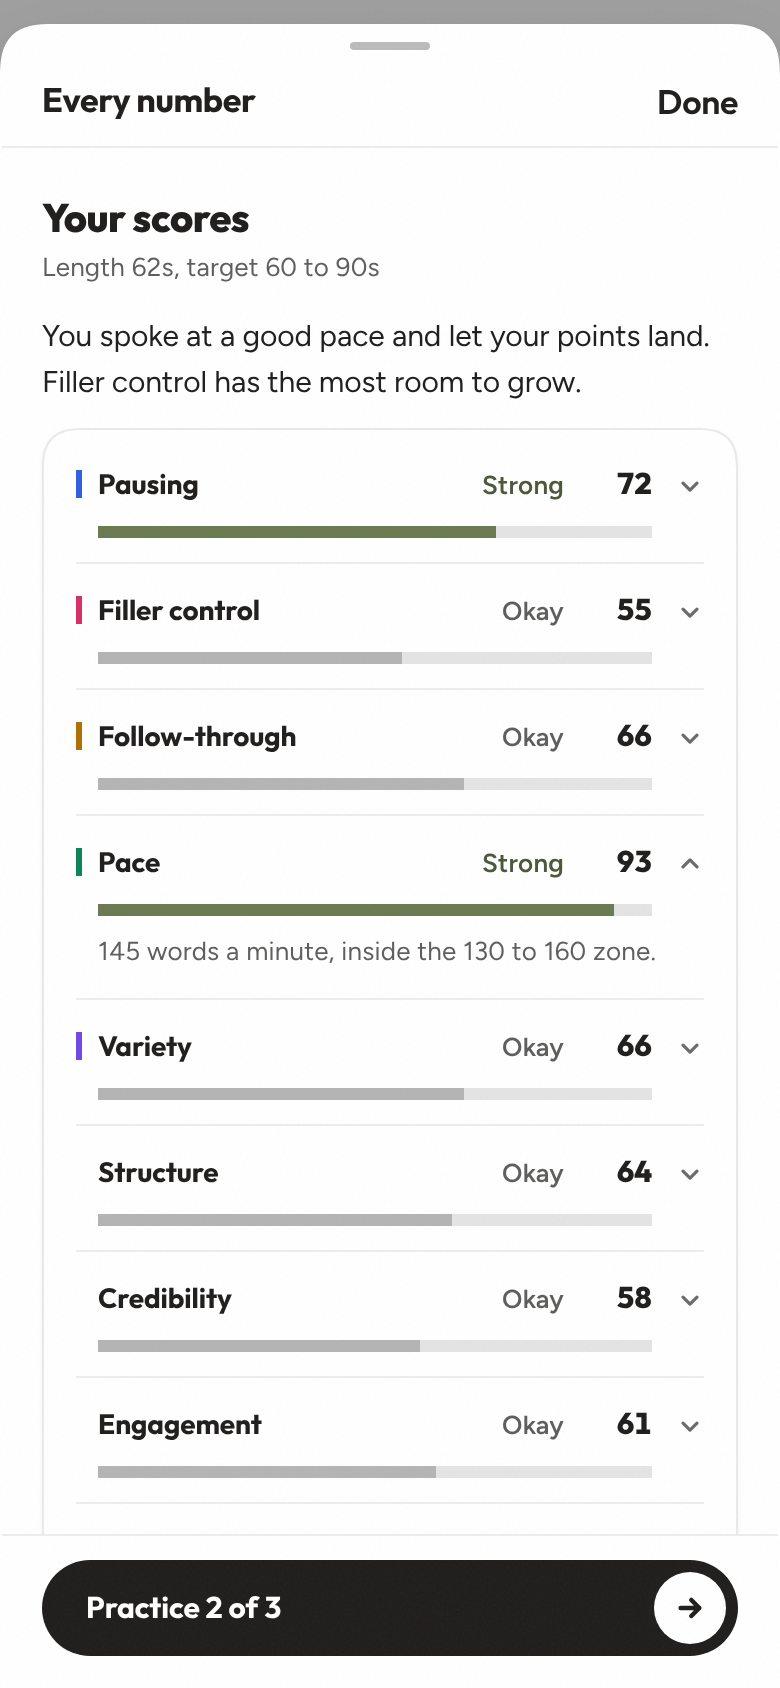 Every number
Done
Your scores
Length 62s, target 60 to 90s
You spoke at a good pace and let your points land.
Filler control has the most room to grow.
Pausing Strong 72
Filler control Okay 55
Follow-through Okay 66
Pace Strong 93
145 words a minute, inside the 130 to 160 zone.
Variety Okay 66
Structure Okay 64
Credibility Okay 58
Engagement Okay 61
Practice 2 of 3